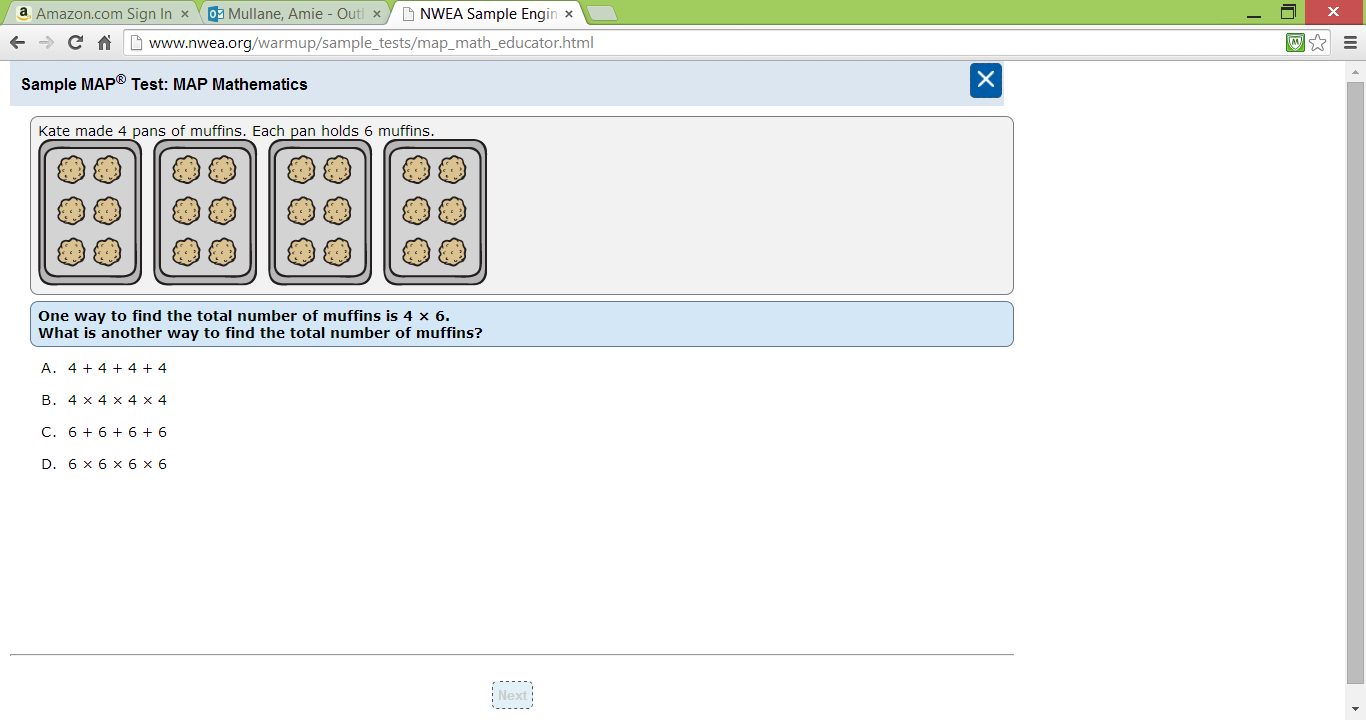 Amazon.com Sign In
Mullane, Amie - Outl
NWEA Sample Engin
www.nwea.org/warmup/sample_tests/map_math_educator.html
Sample MAP® Test: MAP Mathematics
Kate made 4 pans of muffins. Each pan holds 6 muffins.
One way to find the total number of muffins is 4 × 6.
What is another way to find the total number of muffins?
A. 4 + 4 + 4 + 4
B. 4 × 4 × 4 × 4
C. 6 + 6 + 6 + 6
D. 6 × 6 × 6 × 6
Next